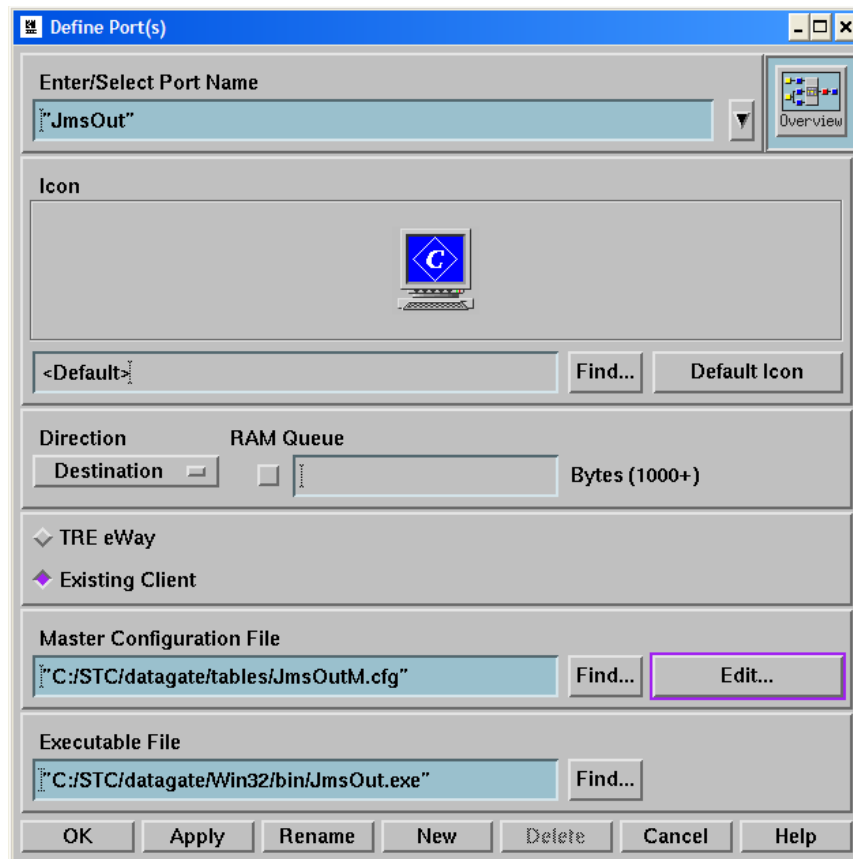 Define Port(s)
Enter/Select Port Name
"JmsOut"
Overview
Icon
C
<Default>
Find...
Default Icon
Direction
RAM Queue
Destination
Bytes (1000+)
TRE eWay
Existing Client
Master Configuration File
"C:/STC/datagate/tables/JmsOutM.cfg"
Find...
Edit...
Executable File
"C:/STC/datagate/Win32/bin/JmsOut.exe"
Find...
OK
Apply
Rename
New
Delete
Cancel
Help